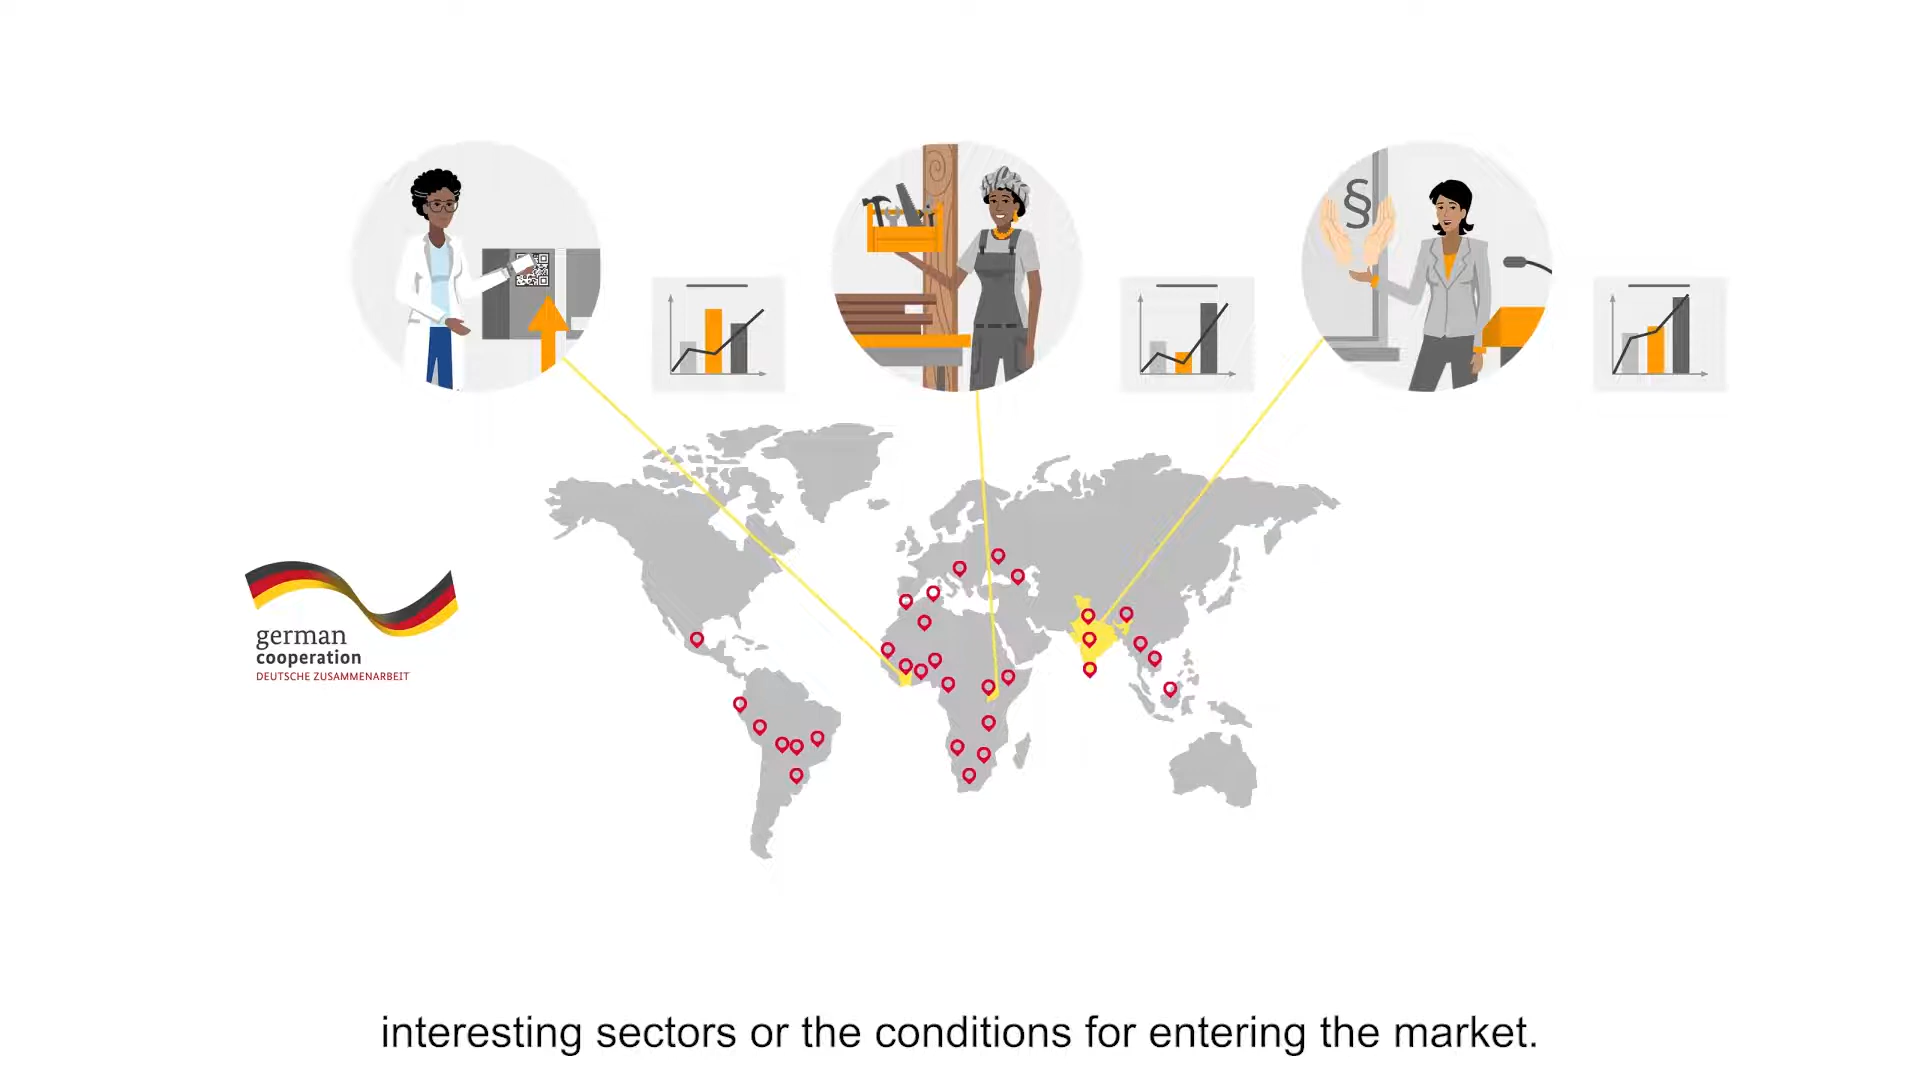 §
german
cooperation
DEUTSCHE ZUSAMMENARBEIT
interesting sectors or the conditions for entering the market.